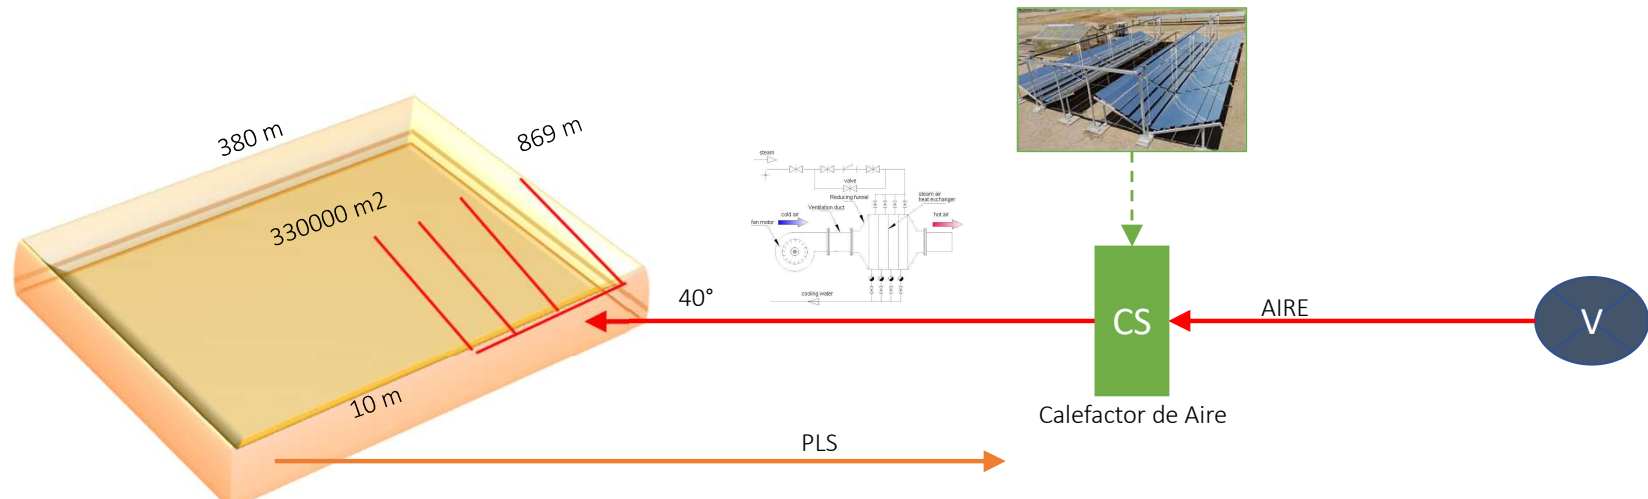 380 m
869 m
330000 m2
10 m
steam
valve
Reducing funnel
steam air
heat exchanger
Ventilation duct
cold air
hot air
fan motor
cooling water
40°
CS
AIRE
V
Calefactor de Aire
PLS